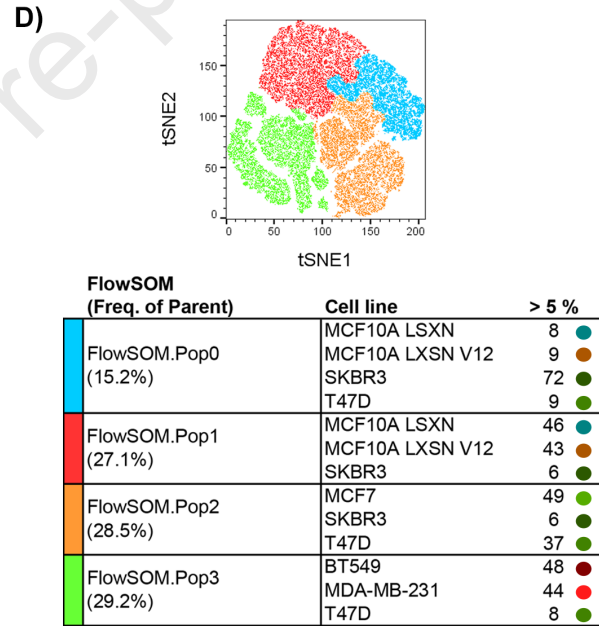 D)
re-p
tSNE2
150
100
50
0
0 50 100 150 200
tSNE1
FlowSOM
(Freq. of Parent) Cell line > 5 %
FlowSOM.Pop0
(15.2%)
MCF10A LSXN 8
MCF10A LXSN V12 9
SKBR3 72
T47D 9
FlowSOM.Pop1
(27.1%)
MCF10A LSXN 46
MCF10A LXSN V12 43
SKBR3 6
FlowSOM.Pop2
(28.5%)
MCF7 49
SKBR3 6
T47D 37
FlowSOM.Pop3
(29.2%)
BT549 48
MDA-MB-231 44
T47D 8